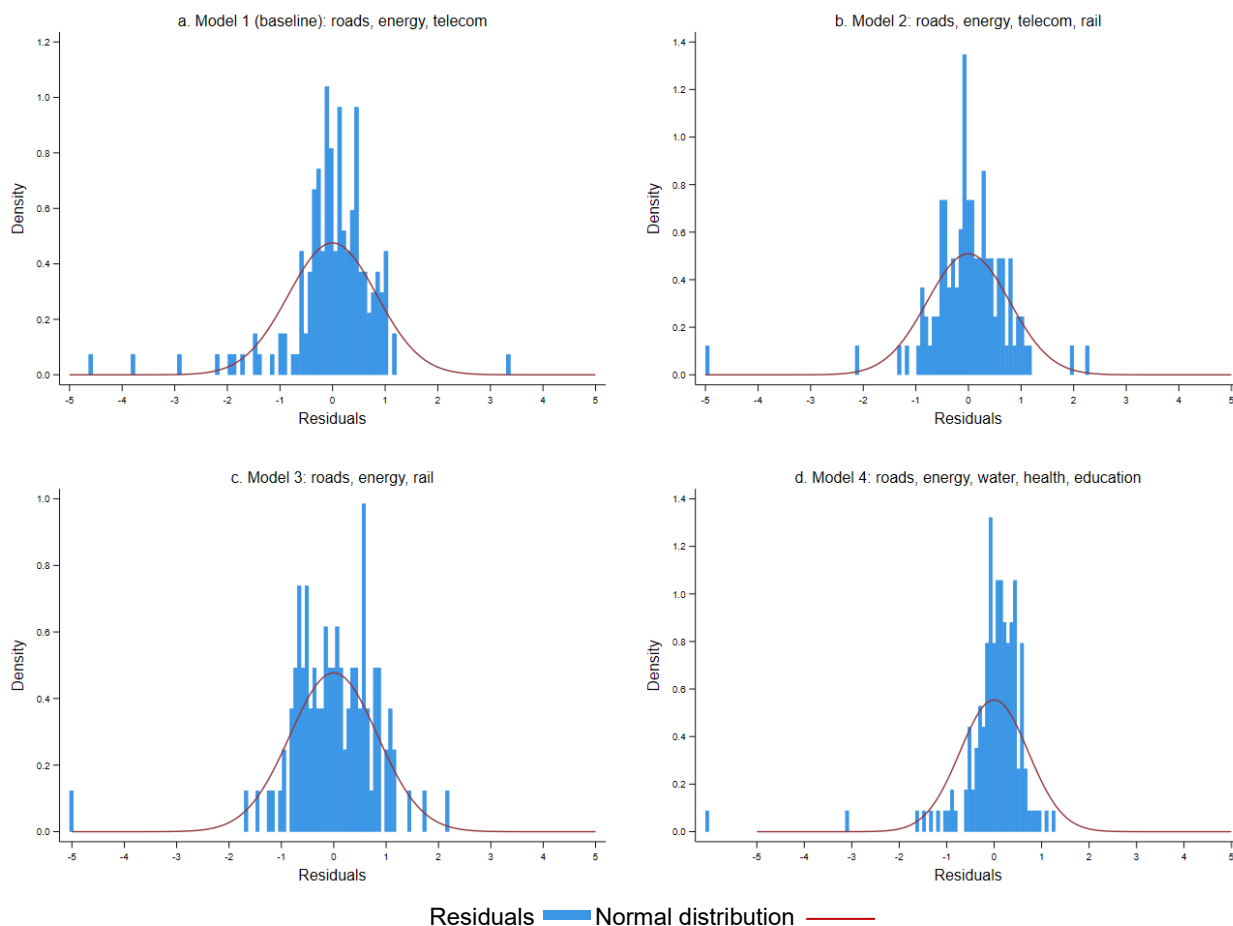 a. Model 1 (baseline): roads, energy, telecom
1.2
1.0
0.8
0.6
0.4
0.2
0.0
Density
-5 -4 -3 -2 -1 0 1 2 3 4 5
Residuals
b. Model 2: roads, energy, telecom, rail
1.4
1.2
1.0
0.8
0.6
0.4
0.2
0.0
Density
-5 -4 -3 -2 -1 0 1 2 3 4 5
Residuals
c. Model 3: roads, energy, rail
1.0
0.8
0.6
0.4
0.2
0.0
Density
-5 -4 -3 -2 -1 0 1 2 3 4 5
Residuals
d. Model 4: roads, energy, water, health, education
1.4
1.2
1.0
0.8
0.6
0.4
0.2
0.0
Density
-5 -4 -3 -2 -1 0 1 2 3 4 5
Residuals
Residuals Normal distribution